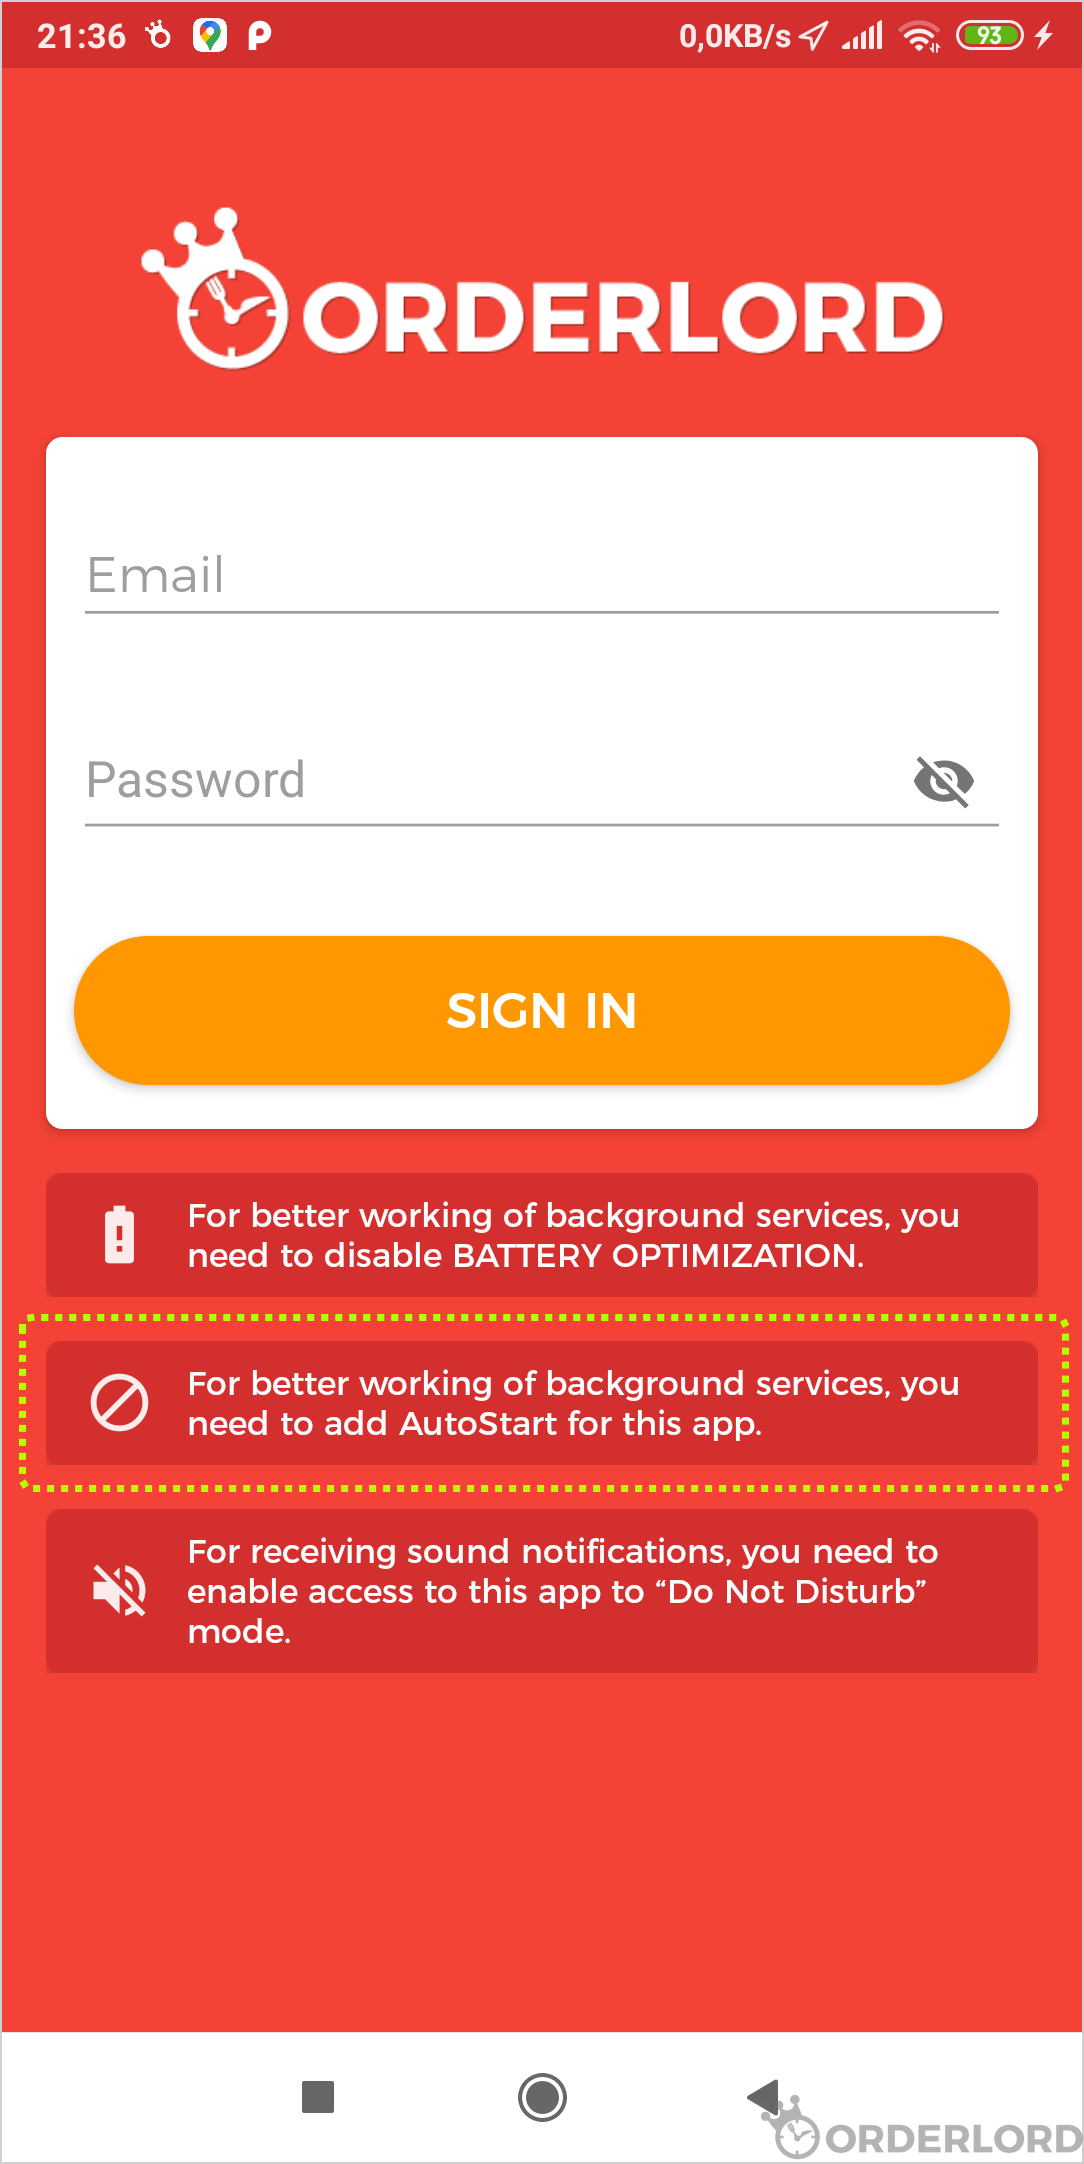 21:36 0,0KB/s 93
ORDERLORD
Email
Password
SIGN IN
For better working of background services, you
need to disable BATTERY OPTIMIZATION.
For better working of background services, you
need to add AutoStart for this app.
For receiving sound notifications, you need to
enable access to this app to “Do Not Disturb”
mode.
ORDERLORD